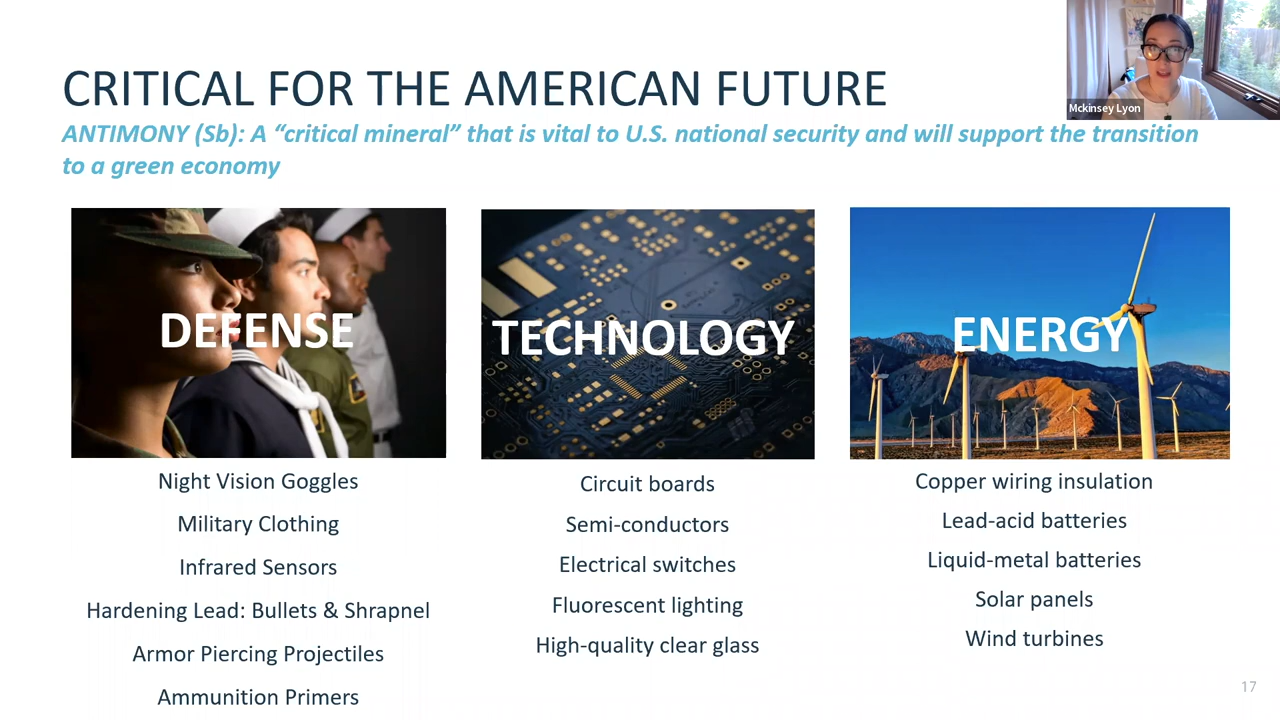 Mckinsey Lyon
CRITICAL FOR THE AMERICAN FUTURE
ANTIMONY (Sb): A “critical mineral” that is vital to U.S. national security and will support the transition
to a green economy
DEFENSE
Night Vision Goggles
Military Clothing
Infrared Sensors
Hardening Lead: Bullets & Shrapnel
Armor Piercing Projectiles
Ammunition Primers
TECHNOLOGY
Circuit boards
Semi-conductors
Electrical switches
Fluorescent lighting
High-quality clear glass
ENERGY
Copper wiring insulation
Lead-acid batteries
Liquid-metal batteries
Solar panels
Wind turbines
17